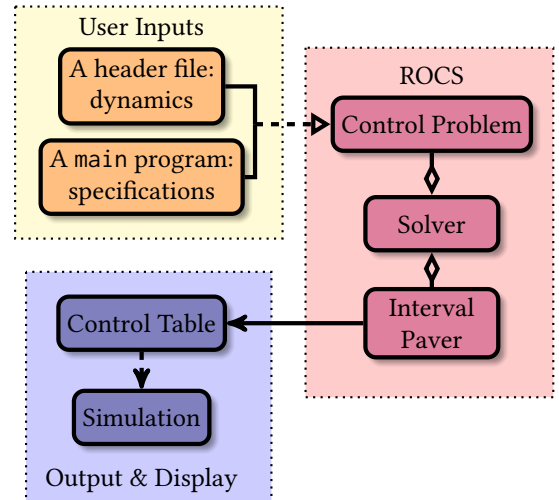 User Inputs
A header file:
dynamics
A main program:
specifications
ROCS
Control Problem
Solver
Interval
Paver
Control Table
Simulation
Output & Display